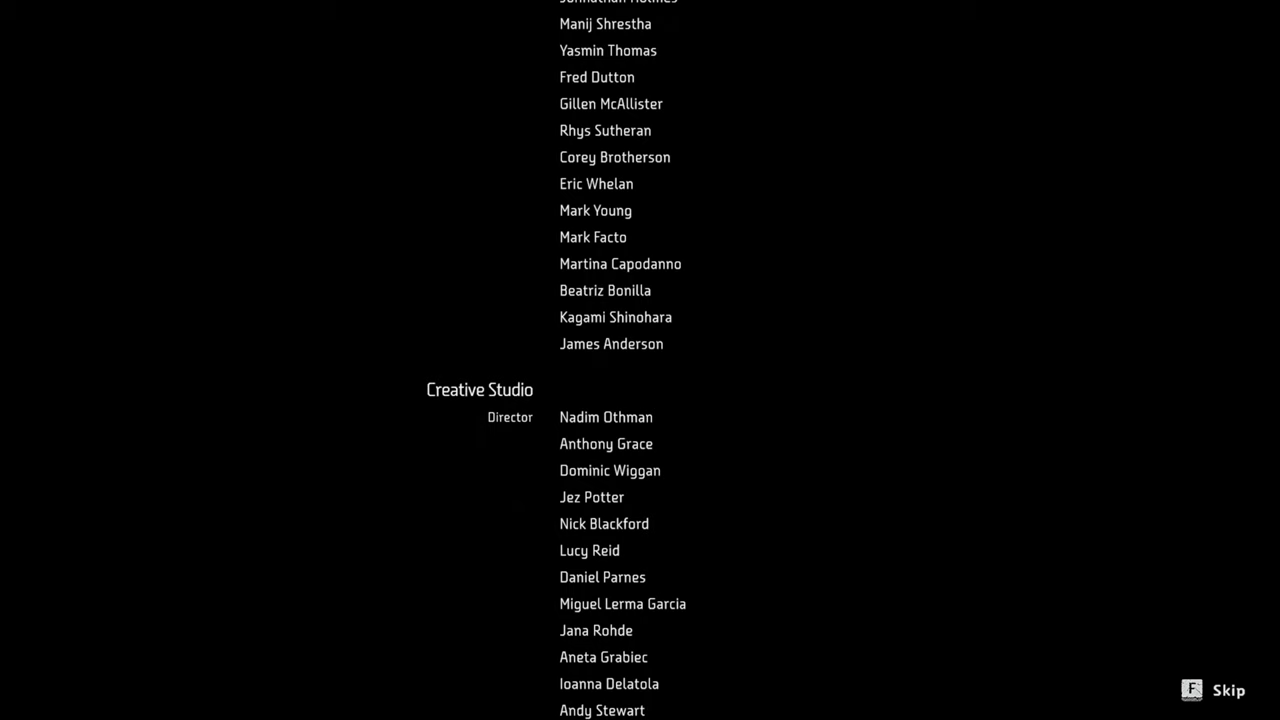 Johnathan Holmes
Manij Shrestha
Yasmin Thomas
Fred Dutton
Gillen McAllister
Rhys Sutheran
Corey Brotherson
Eric Whelan
Mark Young
Mark Facto
Martina Capodanno
Beatriz Bonilla
Kagami Shinohara
James Anderson
Creative Studio
Director Nadim Othman
Anthony Grace
Dominic Wiggan
Jez Potter
Nick Blackford
Lucy Reid
Daniel Parnes
Miguel Lerma Garcia
Jana Rohde
Aneta Grabiec
Ioanna Delatola
Andy Stewart
F Skip